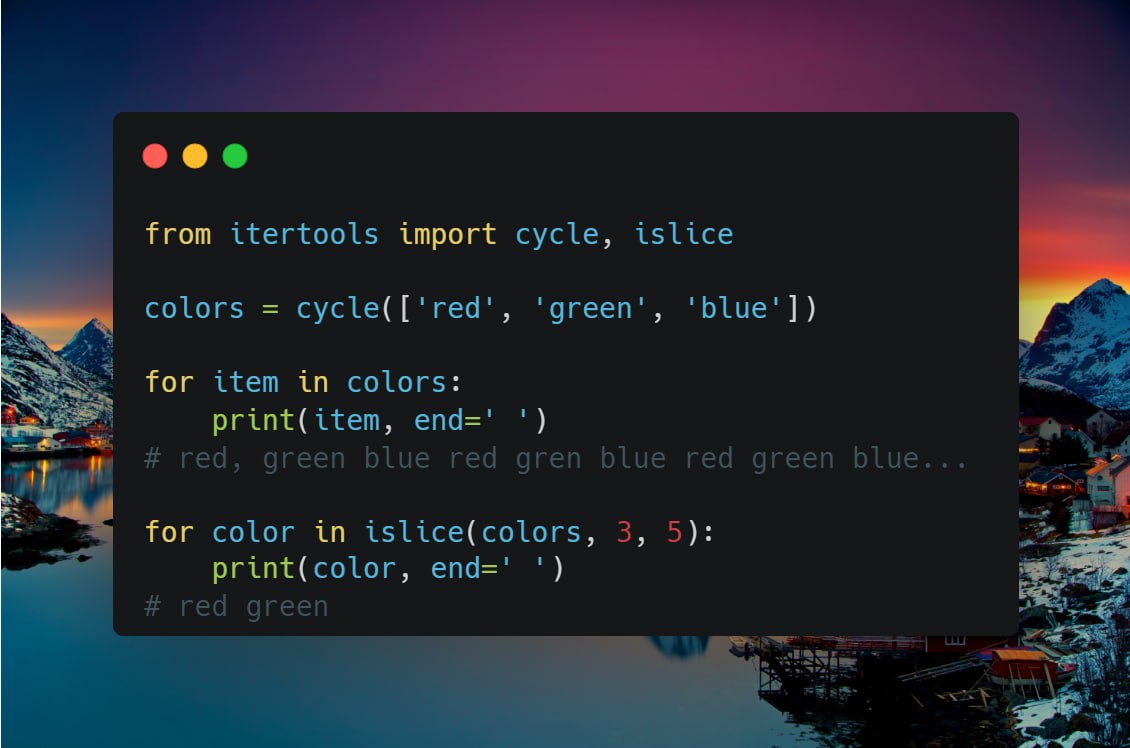 from itertools import cycle, islice
colors = cycle(['red', 'green', 'blue'])
for item in colors:
    print(item, end=' ')
# red, green blue red gren blue red green blue...
for color in islice(colors, 3, 5):
    print(color, end=' ')
# red green